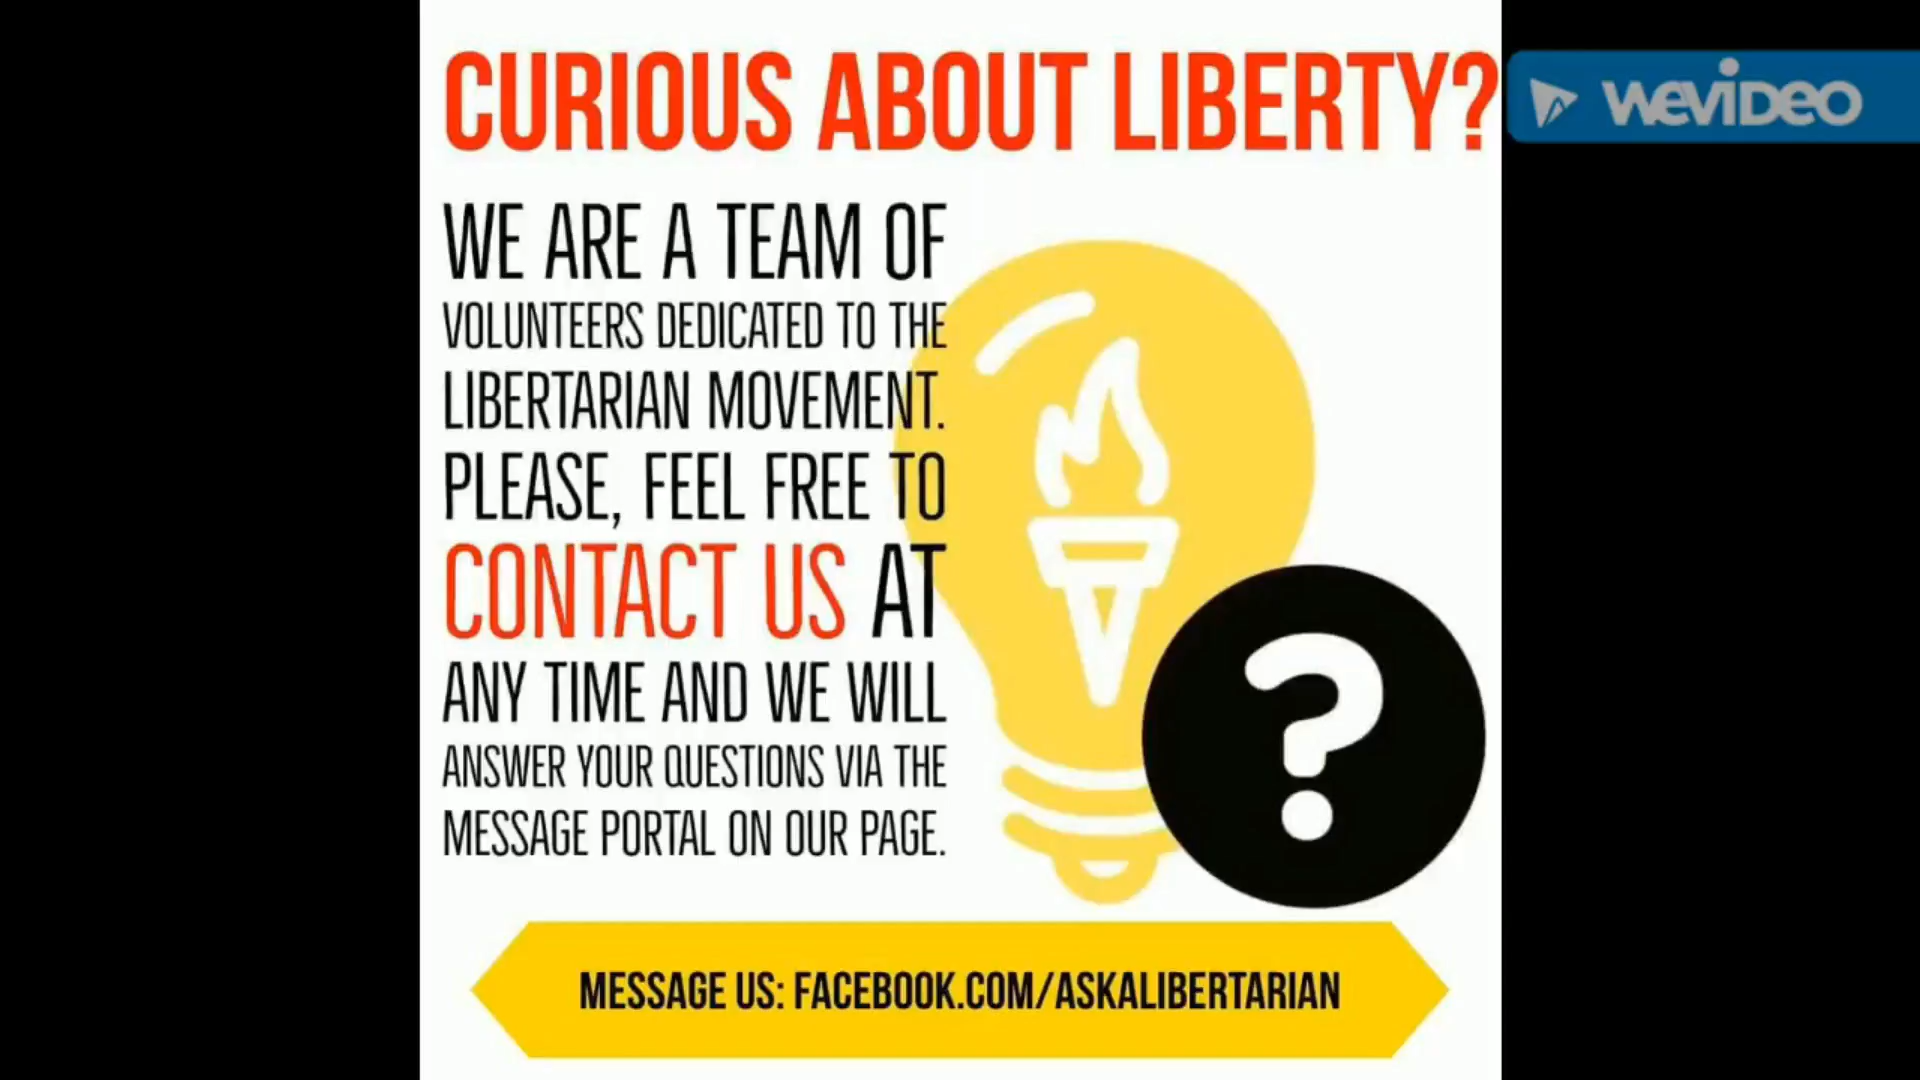 CURIOUS ABOUT LIBERTY?
WEVIDEO
WE ARE A TEAM OF
VOLUNTEERS DEDICATED TO THE
LIBERTARIAN MOVEMENT.
PLEASE, FEEL FREE TO
CONTACT US AT
ANY TIME AND WE WILL
ANSWER YOUR QUESTIONS VIA THE
MESSAGE PORTAL ON OUR PAGE.
?
MESSAGE US: FACEBOOK.COM/ASKALIBERTARIAN